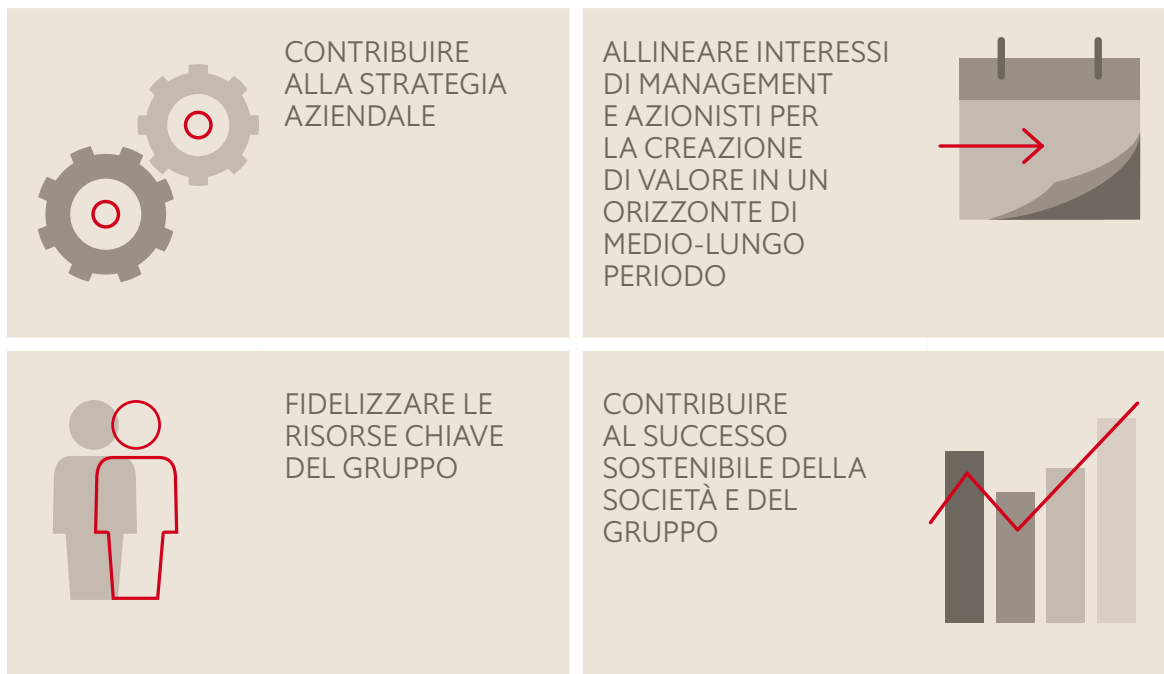 CONTRIBUIRE
ALLA STRATEGIA
AZIENDALE
ALLINEARE INTERESSI
DI MANAGEMENT
E AZIONISTI PER
LA CREAZIONE
DI VALORE IN UN
ORIZZONTE DI
MEDIO-LUNGO
PERIODO
FIDELIZZARE LE
RISORSE CHIAVE
DEL GRUPPO
CONTRIBUIRE
AL SUCCESSO
SOSTENIBILE DELLA
SOCIETÀ E DEL
GRUPPO